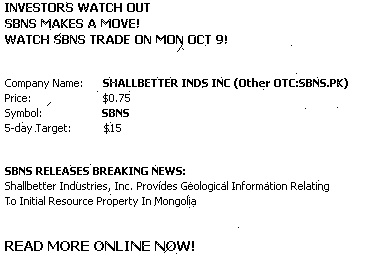 INVESTORS WATCH OUT
SBNS MAKES A MOVE!
WATCH SBNS TRADE ON MON OCT 9!
Company Name: SHALLBETTER INDS INC (Other OTC:SBNS.PK)
Price: $0.75
Symbol: SBNS
5-day Target: $15
SBNS RELEASES BREAKING NEWS:
Shallbetter Industries, Inc. Provides Geological Information Relating
To Initial Resource Property In Mongolia
READ MORE ONLINE NOW!